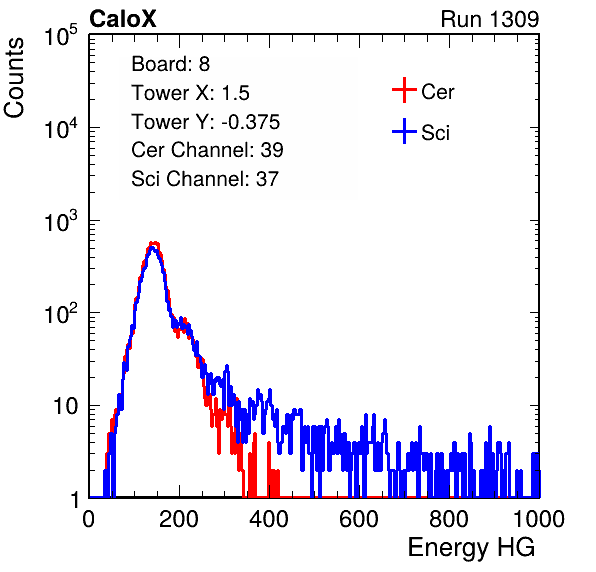 CaloX Run 1309
Counts
Board: 8
Tower X: 1.5
Tower Y: -0.375
Cer Channel: 39
Sci Channel: 37
Cer
Sci
10^5
10^4
10^3
10^2
10
1
0 200 400 600 800 1000
Energy HG